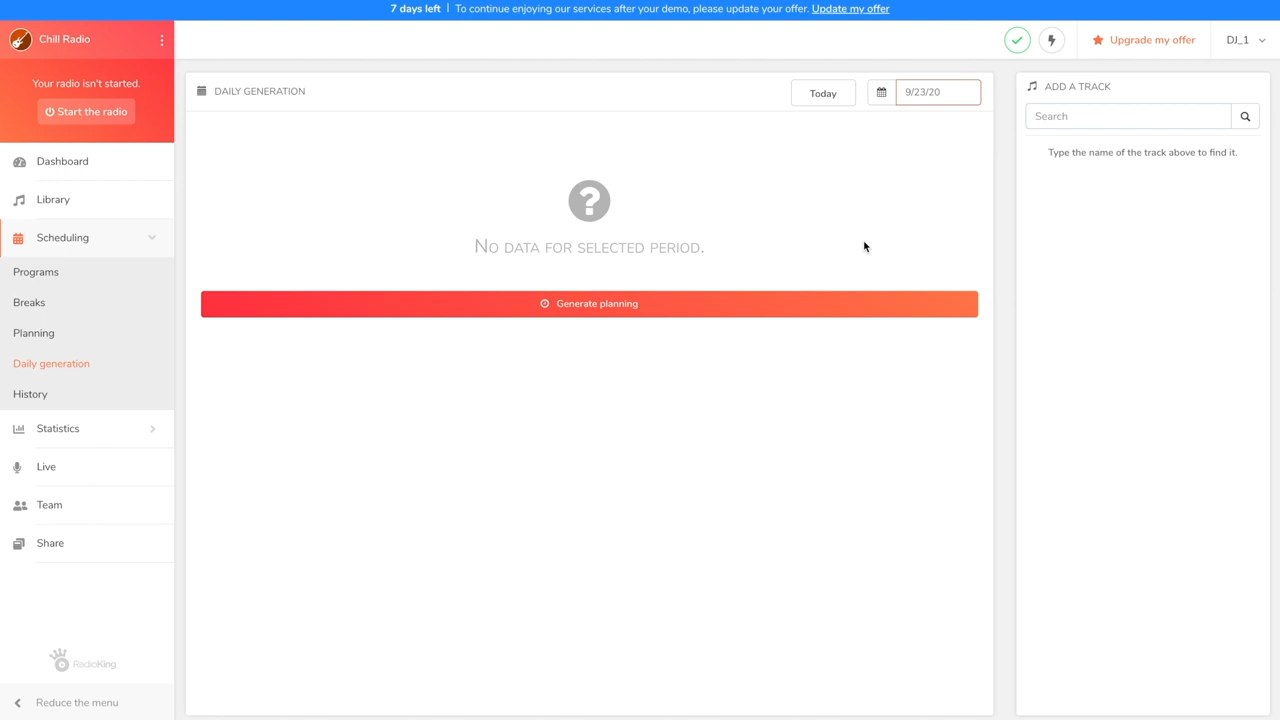 7 days left | To continue enjoying our services after your demo, please update your offer. Update my offer
Chill Radio
Upgrade my offer
DJ_1
Your radio isn't started.
Start the radio
Dashboard
Library
Scheduling
Programs
Breaks
Planning
Daily generation
History
Statistics
Live
Team
Share
RadioKing
Reduce the menu
DAILY GENERATION
Today
9/23/20
?
NO DATA FOR SELECTED PERIOD.
Generate planning
ADD A TRACK
Search
Type the name of the track above to find it.